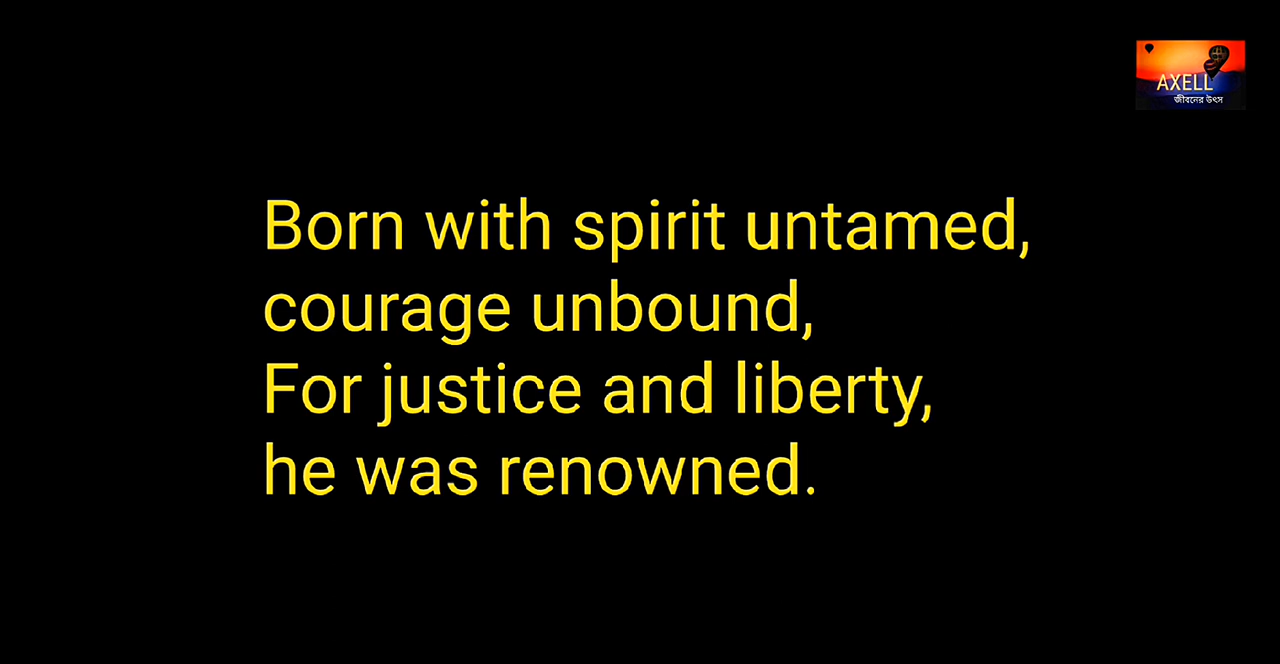 AXELL
জীবনের উৎস
Born with spirit untamed,
courage unbound,
For justice and liberty,
he was renowned.